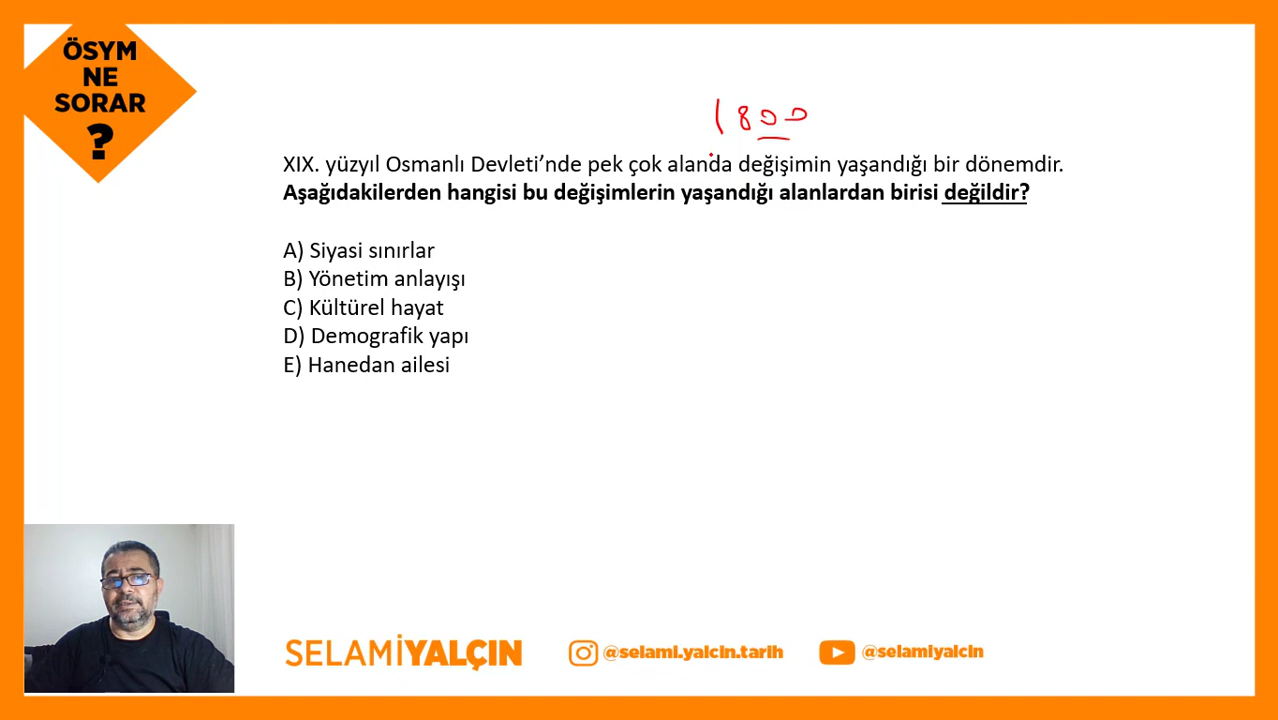 ÖSYM
NE
SORAR
?
1800
XIX. yüzyıl Osmanlı Devleti’nde pek çok alanda değişimin yaşandığı bir dönemdir.
Aşağıdakilerden hangisi bu değişimlerin yaşandığı alanlardan birisi değildir?
A) Siyasi sınırlar
B) Yönetim anlayışı
C) Kültürel hayat
D) Demografik yapı
E) Hanedan ailesi
SELAMİYALÇIN @selami.yalcin.tarih @selamiyalcin